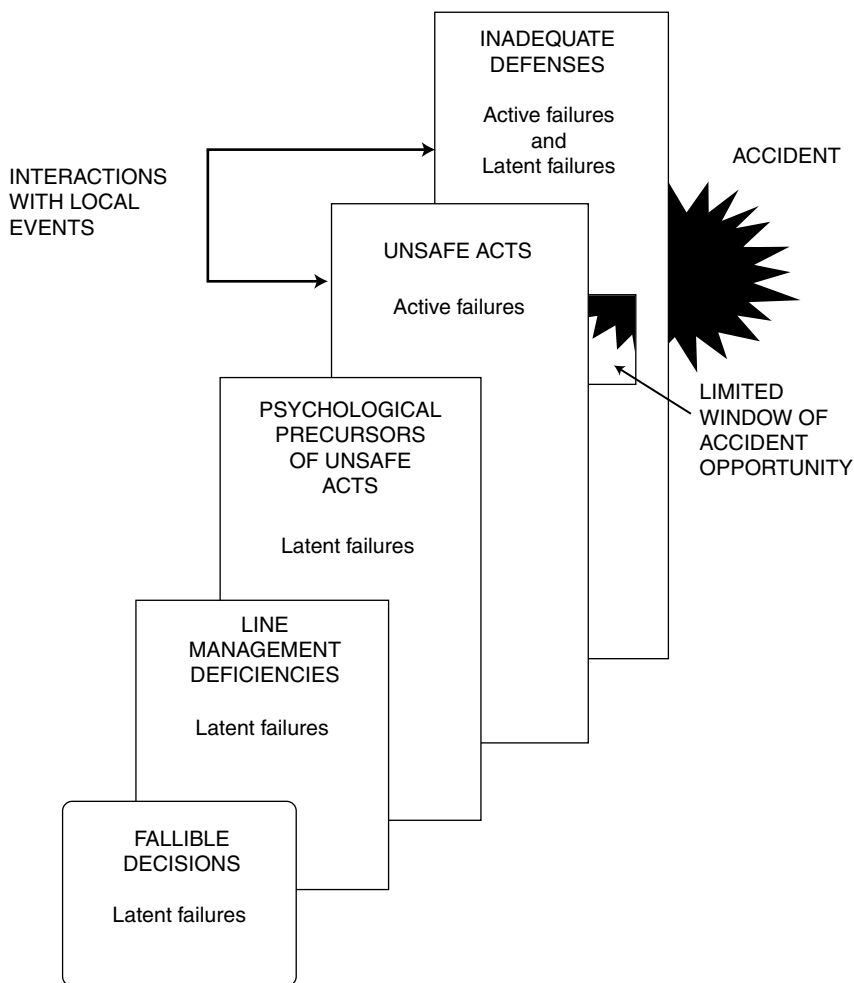 INADEQUATE
DEFENSES
Active failures
and
Latent failures
ACCIDENT
INTERACTIONS
WITH LOCAL
EVENTS
UNSAFE ACTS
Active failures
LIMITED
WINDOW OF
ACCIDENT
OPPORTUNITY
PSYCHOLOGICAL
PRECURSORS
OF UNSAFE
ACTS
Latent failures
LINE
MANAGEMENT
DEFICIENCIES
Latent failures
FALLIBLE
DECISIONS
Latent failures